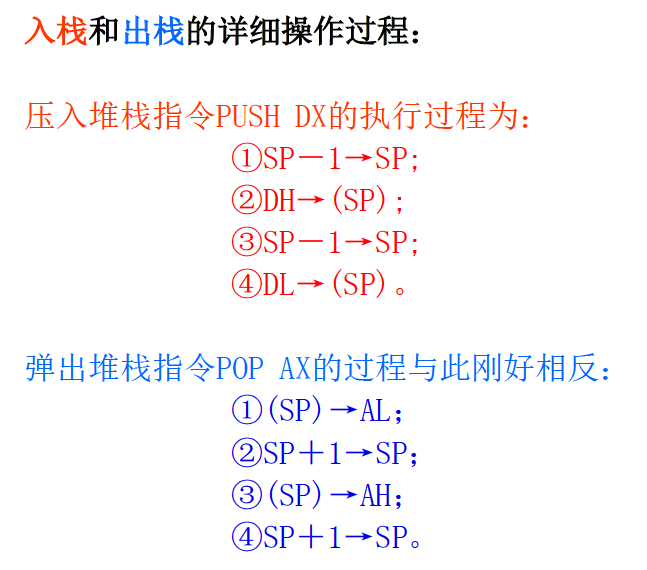 入栈和出栈的详细操作过程：
压入堆栈指令PUSH DX的执行过程为：
①SP－1→SP;
②DH→(SP);
③SP－1→SP;
④DL→(SP)。
弹出堆栈指令POP AX的过程与此刚好相反：
①(SP)→AL；
②SP＋1→SP；
③(SP)→AH；
④SP＋1→SP。